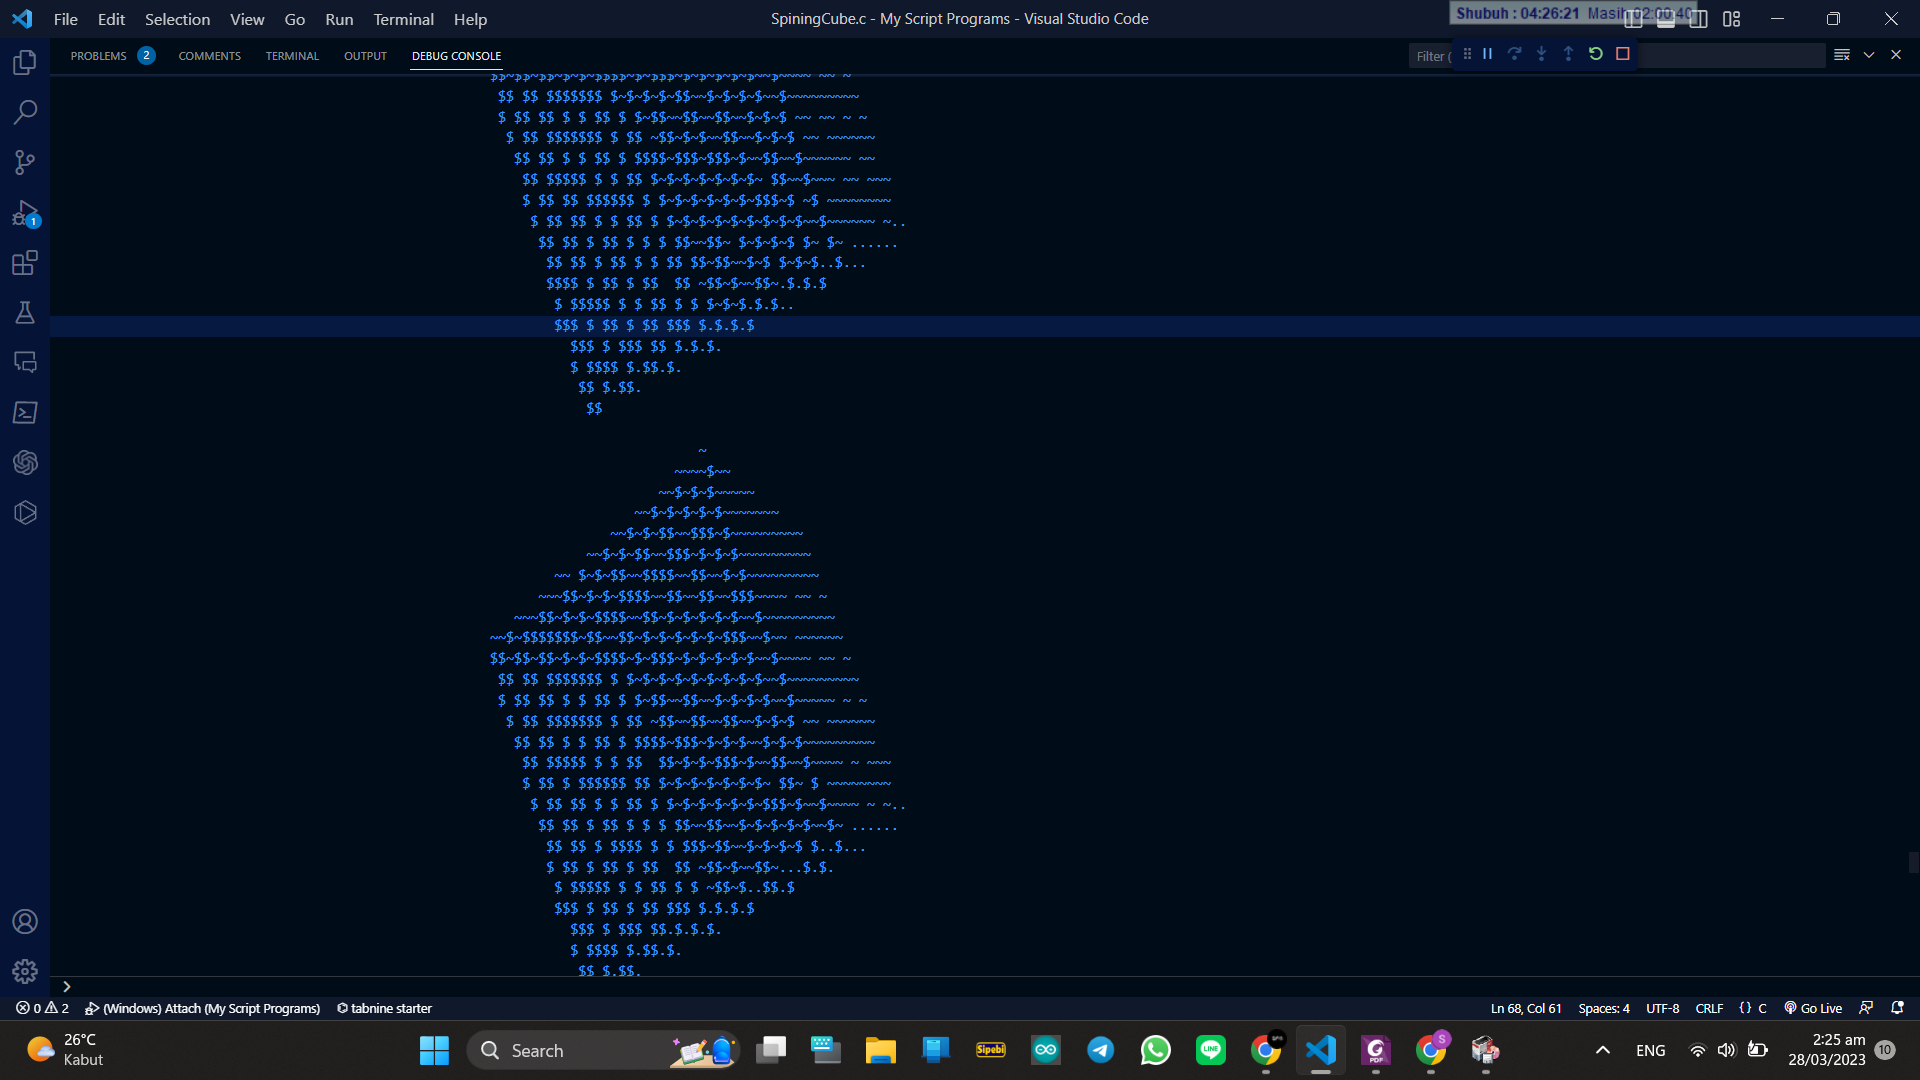 File Edit Selection View Go Run Terminal Help
SpiningCube.c - My Script Programs - Visual Studio Code
Shubuh : 04:26:21 Masih 02:00:40
PROBLEMS 2 COMMENTS TERMINAL OUTPUT DEBUG CONSOLE
Filter (
$$ $$ $$$$$$$ $~$~$~$~$$~~$~$~$~$~~$~~~~~~~~~
$ $$ $$ $ $ $$ $ $~$$~~$$~~$$~~$~$~$ ~~ ~~ ~ ~
$ $$ $$$$$$$ $ $$ ~$$~$~$~~$$~~$~$~$ ~~ ~~~~~~
$$ $$ $ $ $$ $ $$$$~$$$~$$$~$~~$$~~$~~~~~~ ~~
$$ $$$$$ $ $ $$ $~$~$~$~$~$~$~ $$~~$~~~ ~~ ~~~
$ $$ $$ $$$$$$ $ $~$~$~$~$~$~$$$~$ ~$ ~~~~~~~~
$ $$ $$ $ $ $$ $ $~$~$~$~$~$~$~$~$~~$~~~~~~ ~..
$$ $$ $ $$ $ $ $ $$~~$$~ $~$~$~$ $~ $~ ......
$$ $$ $ $$ $ $ $$ $$~$$~~$~$ $~$~$..$...
$$$$ $ $$ $ $$  $$ ~$$~$~~$$~.$.$.$
$ $$$$$ $ $ $$ $ $ $~$~$.$.$..
$$$ $ $$ $ $$ $$$ $.$.$.$
$$$ $ $$$ $$ $.$.$.
$ $$$$ $.$$.$.
$$ $.$$.
$$
~
~~~~$~~
~~$~$~$~~~~~
~~$~$~$~$~$~~~~~~~
~~$~$~$$~~$$$~$~~~~~~~~~
~~$~$~$$~~$$$~$~$~$~~~~~~~~~
~~ $~$~$$~~$$$$~~$$~~$~$~~~~~~~~~
~~~$$~$~$~$$$$~~$$~~$$~~$$$~~~~ ~~ ~
~~~$$~$~$~$$$$~~$$~$~$~$~$~~$~~~~~~~~~
~~$~$$$$$$$~$$~~$$~$~$~$~$~$~$$$~~$~~ ~~~~~~
$$~$$~$$~$~$~$$$$~$~$$$~$~$~$~$~$~~$~~~~ ~~ ~
$$ $$ $$$$$$$ $ $~$~$~$~$~$~$~$~$~~$~~~~~~~~~
$ $$ $$ $ $ $$ $ $~$$~~$$~~$~$~$~$~~$~~~~~ ~ ~
$ $$ $$$$$$$ $ $$ ~$$~~$$~~$$~~$~$~$ ~~ ~~~~~~
$$ $$ $ $ $$ $ $$$$~$$$~$~$~$~~$~$~$~~~~~~~~~
$$ $$$$$ $ $ $$  $$~$~$~$$$~$~~$$~~$~~~~ ~ ~~~
$ $$ $ $$$$$$ $$ $~$~$~$~$~$~$~ $$~ $ ~~~~~~~~
$ $$ $$ $ $ $$ $ $~$~$~$~$~$~$$$~$~~$~~~~ ~ ~..
$$ $$ $ $$ $ $ $ $$~~$$~~$~$~$~$~$~~$~ ......
$$ $$ $ $$$$ $ $ $$$~$$~~$~$~$~$ $..$...
$ $$ $ $$ $ $$  $$ ~$$~$~~$$~...$.$.
$ $$$$$ $ $ $$ $ $ ~$$~$..$$.$
$$$ $ $$ $ $$ $$$ $.$.$.$
$$$ $ $$$ $$.$.$.$.
$ $$$$ $.$$.$.
$$ $.$$.
0 2 (Windows) Attach (My Script Programs) tabnine starter
Ln 68, Col 61 Spaces: 4 UTF-8 CRLF {} C Go Live
26°C
Kabut
Search
Sipebi
ENG
2:25 am
28/03/2023
10